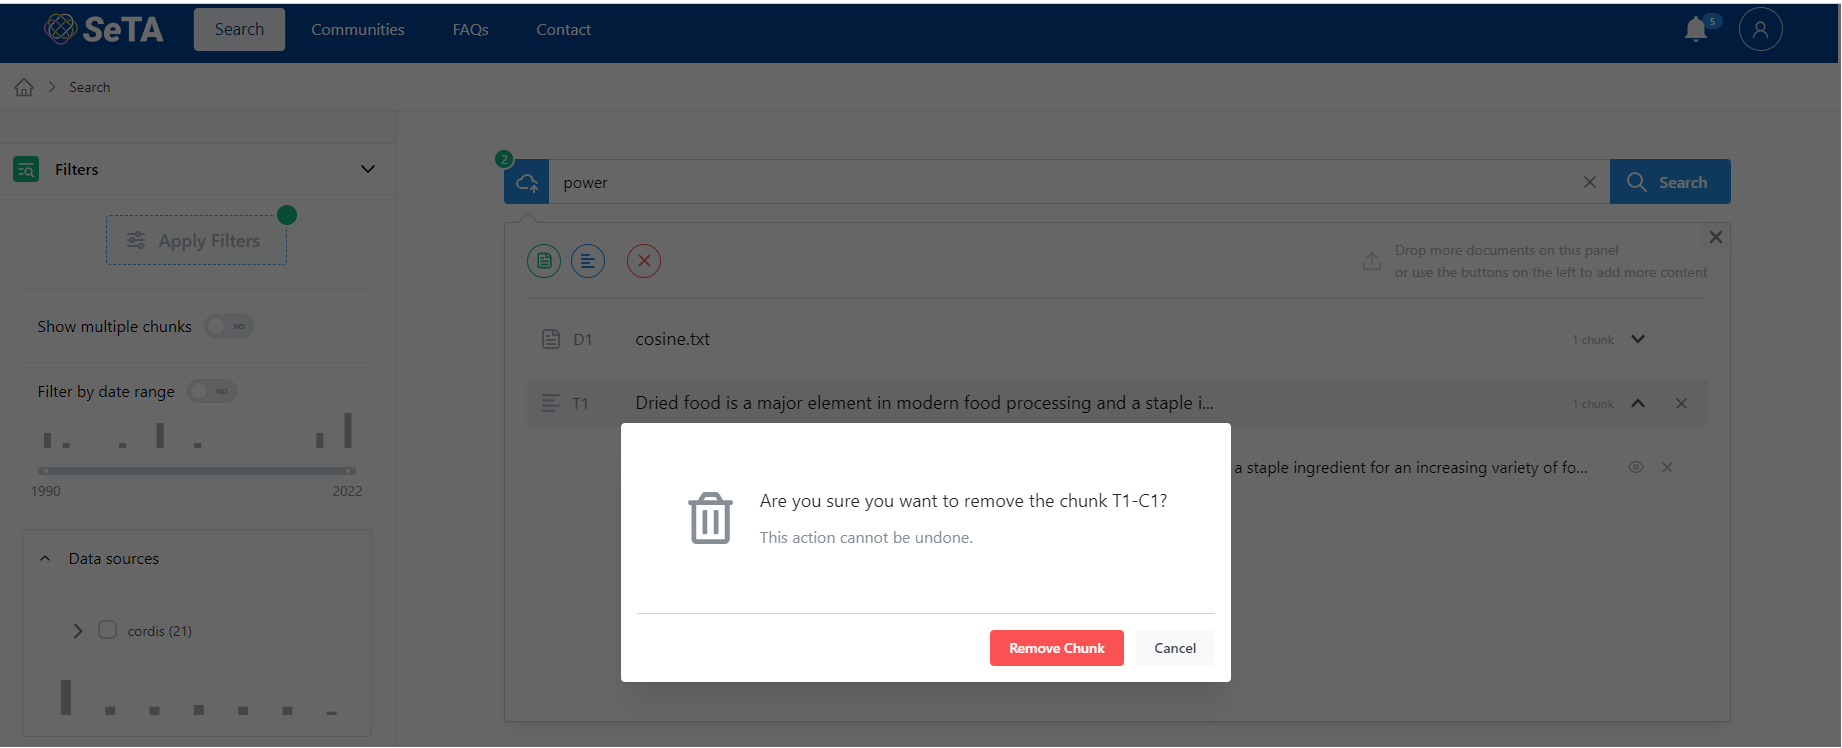 SeTA
Search
Communities
FAQs
Contact
5
Search
Filters
Apply Filters
Show multiple chunks
NO
Filter by date range
NO
1990
2022
Data sources
cordis (21)
2
power
Search
Drop more documents on this panel
or use the buttons on the left to add more content
D1
cosine.txt
1 chunk
T1
Dried food is a major element in modern food processing and a staple i...
1 chunk
a staple ingredient for an increasing variety of fo...
Are you sure you want to remove the chunk T1-C1?
This action cannot be undone.
Remove Chunk
Cancel